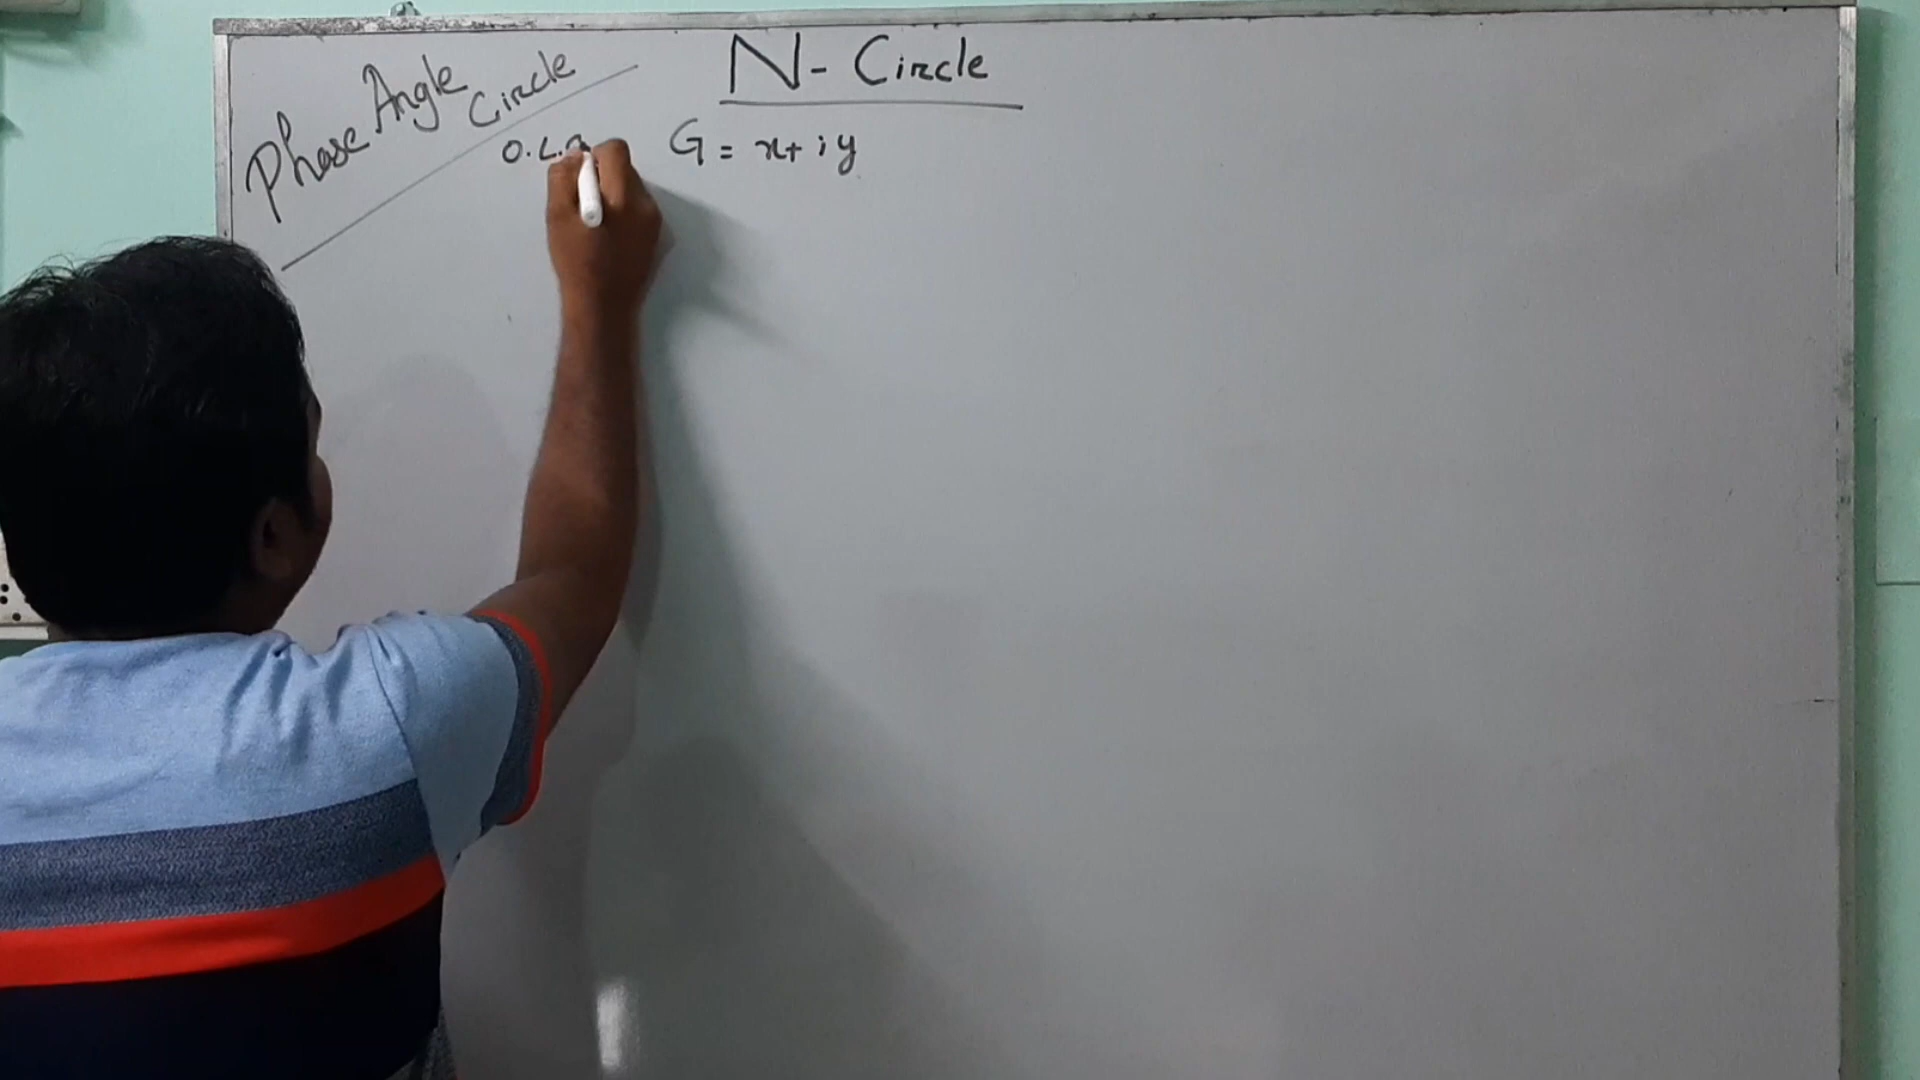 Phase Angle Circle
N- Circle
O.L. G = x + iy